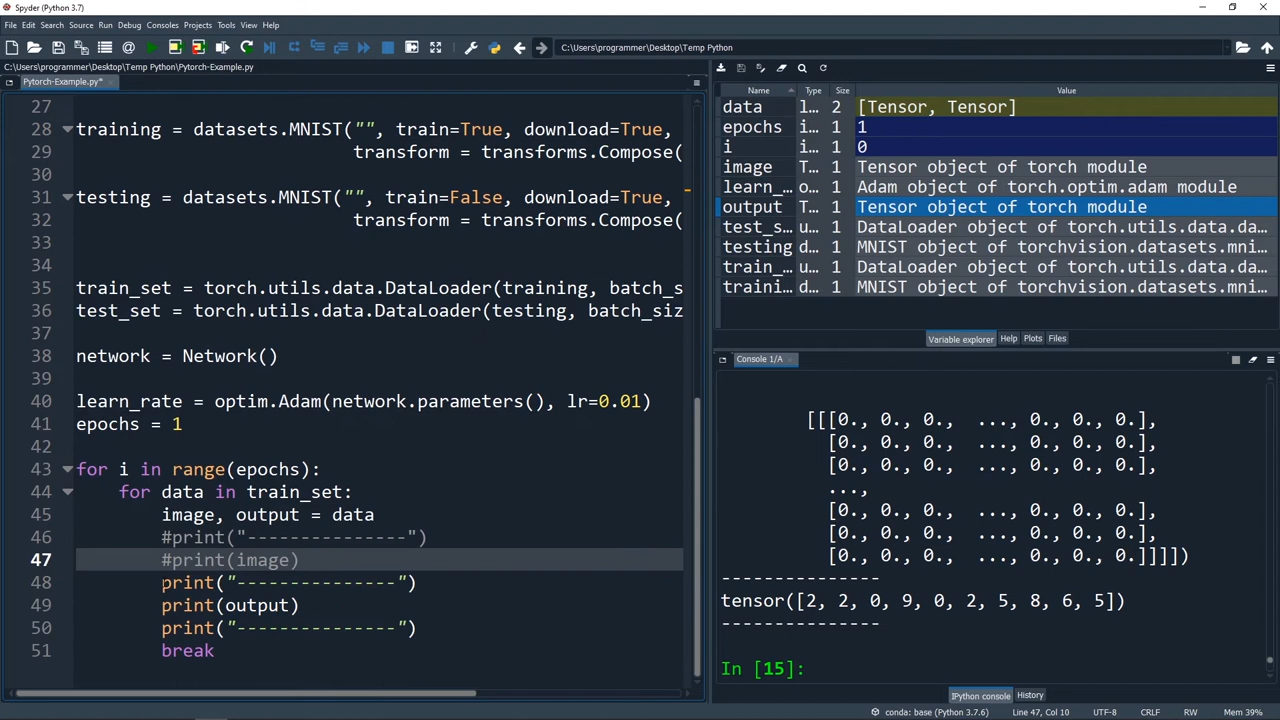 Spyder (Python 3.7)
File Edit Search Source Run Debug Consoles Projects Tools View Help
C:\Users\programmer\Desktop\Temp Python
C:\Users\programmer\Desktop\Temp Python\Pytorch-Example.py
Pytorch-Example.py*
27
28 training = datasets.MNIST("", train=True, download=True,
29 transform = transforms.Compose(
30
31 testing = datasets.MNIST("", train=False, download=True,
32 transform = transforms.Compose(
33
34
35 train_set = torch.utils.data.DataLoader(training, batch_s
36 test_set = torch.utils.data.DataLoader(testing, batch_siz
37
38 network = Network()
39
40 learn_rate = optim.Adam(network.parameters(), lr=0.01)
41 epochs = 1
42
43 for i in range(epochs):
44 for data in train_set:
45 image, output = data
46 #print("---------------")
47 #print(image)
48 print("---------------")
49 print(output)
50 print("---------------")
51 break
Name Type Size Value
data l... 2 [Tensor, Tensor]
epochs i... 1 1
i i... 1 0
image T... 1 Tensor object of torch module
learn_... o... 1 Adam object of torch.optim.adam module
output T... 1 Tensor object of torch module
test_s... u... 1 DataLoader object of torch.utils.data.da...
testing d... 1 MNIST object of torchvision.datasets.mni...
train_... u... 1 DataLoader object of torch.utils.data.da...
traini... d... 1 MNIST object of torchvision.datasets.mni...
Variable explorer Help Plots Files
Console 1/A
[[[0., 0., 0., ..., 0., 0., 0.],
[0., 0., 0., ..., 0., 0., 0.],
[0., 0., 0., ..., 0., 0., 0.],
...,
[0., 0., 0., ..., 0., 0., 0.],
[0., 0., 0., ..., 0., 0., 0.],
[0., 0., 0., ..., 0., 0., 0.]]]])
---------------
tensor([2, 2, 0, 9, 0, 2, 5, 8, 6, 5])
---------------
In [15]:
IPython console History
conda: base (Python 3.7.6) Line 47, Col 10 UTF-8 CRLF RW Mem 39%